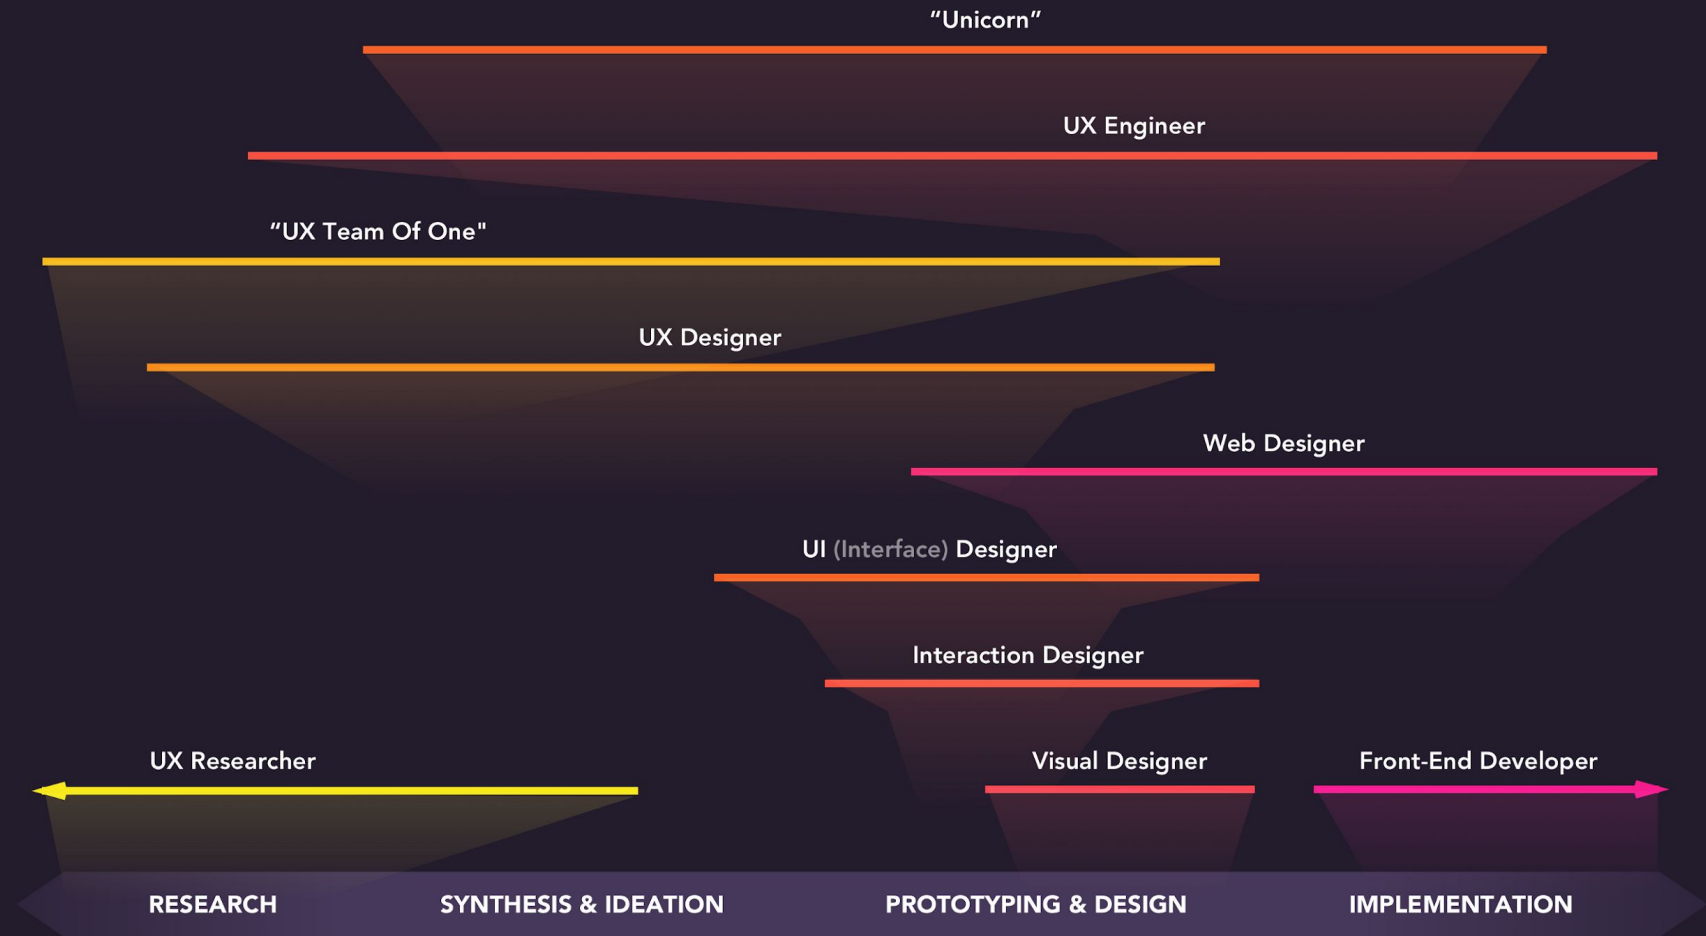 “Unicorn”
UX Engineer
“UX Team Of One"
UX Designer
Web Designer
UI (Interface) Designer
Interaction Designer
UX Researcher
Visual Designer
Front-End Developer
RESEARCH
SYNTHESIS & IDEATION
PROTOTYPING & DESIGN
IMPLEMENTATION